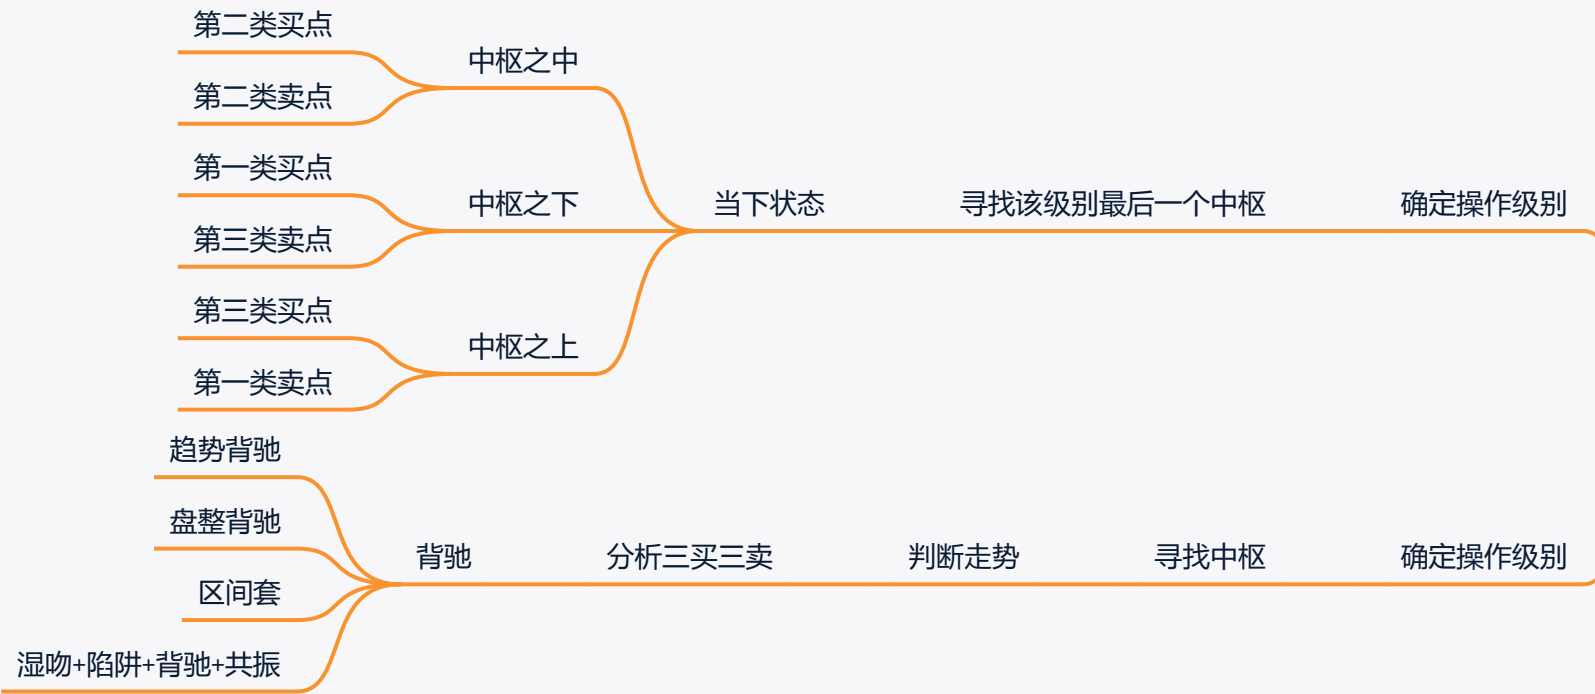 第二类买点
中枢之中
第二类卖点
第一类买点
中枢之下
当下状态
寻找该级别最后一个中枢
确定操作级别
第三类卖点
第三类买点
中枢之上
第一类卖点
趋势背驰
盘整背驰
背驰
分析三买三卖
判断走势
寻找中枢
确定操作级别
区间套
湿吻+陷阱+背驰+共振